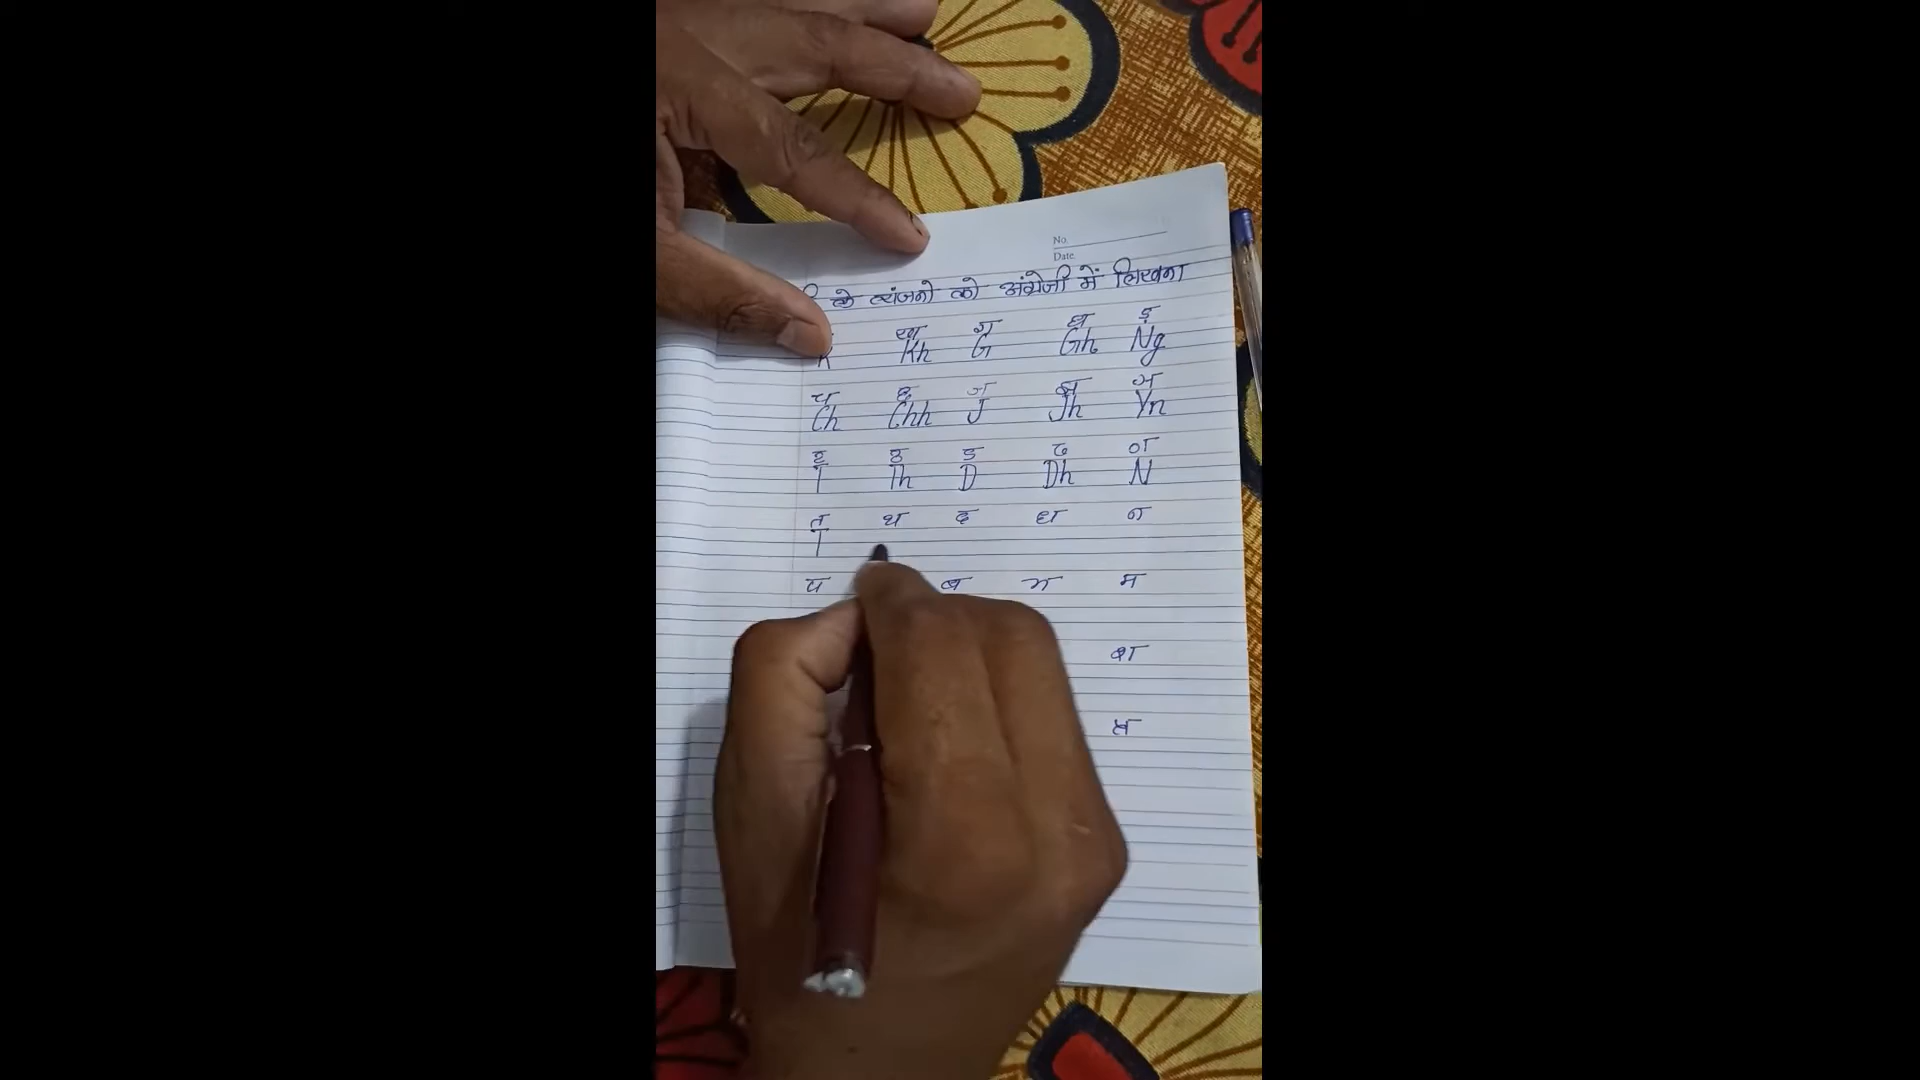 No.
Date
के व्यंजनो को अंग्रेजी में लिखना
ख ग घ ङ
K Kh G Gh Ng
च छ ज झ ञ
Ch Chh J Jh Yn
ट ठ ड ढ ण
T Th D Dh N
त थ द ध न
T
प ब भ म
श
क्ष